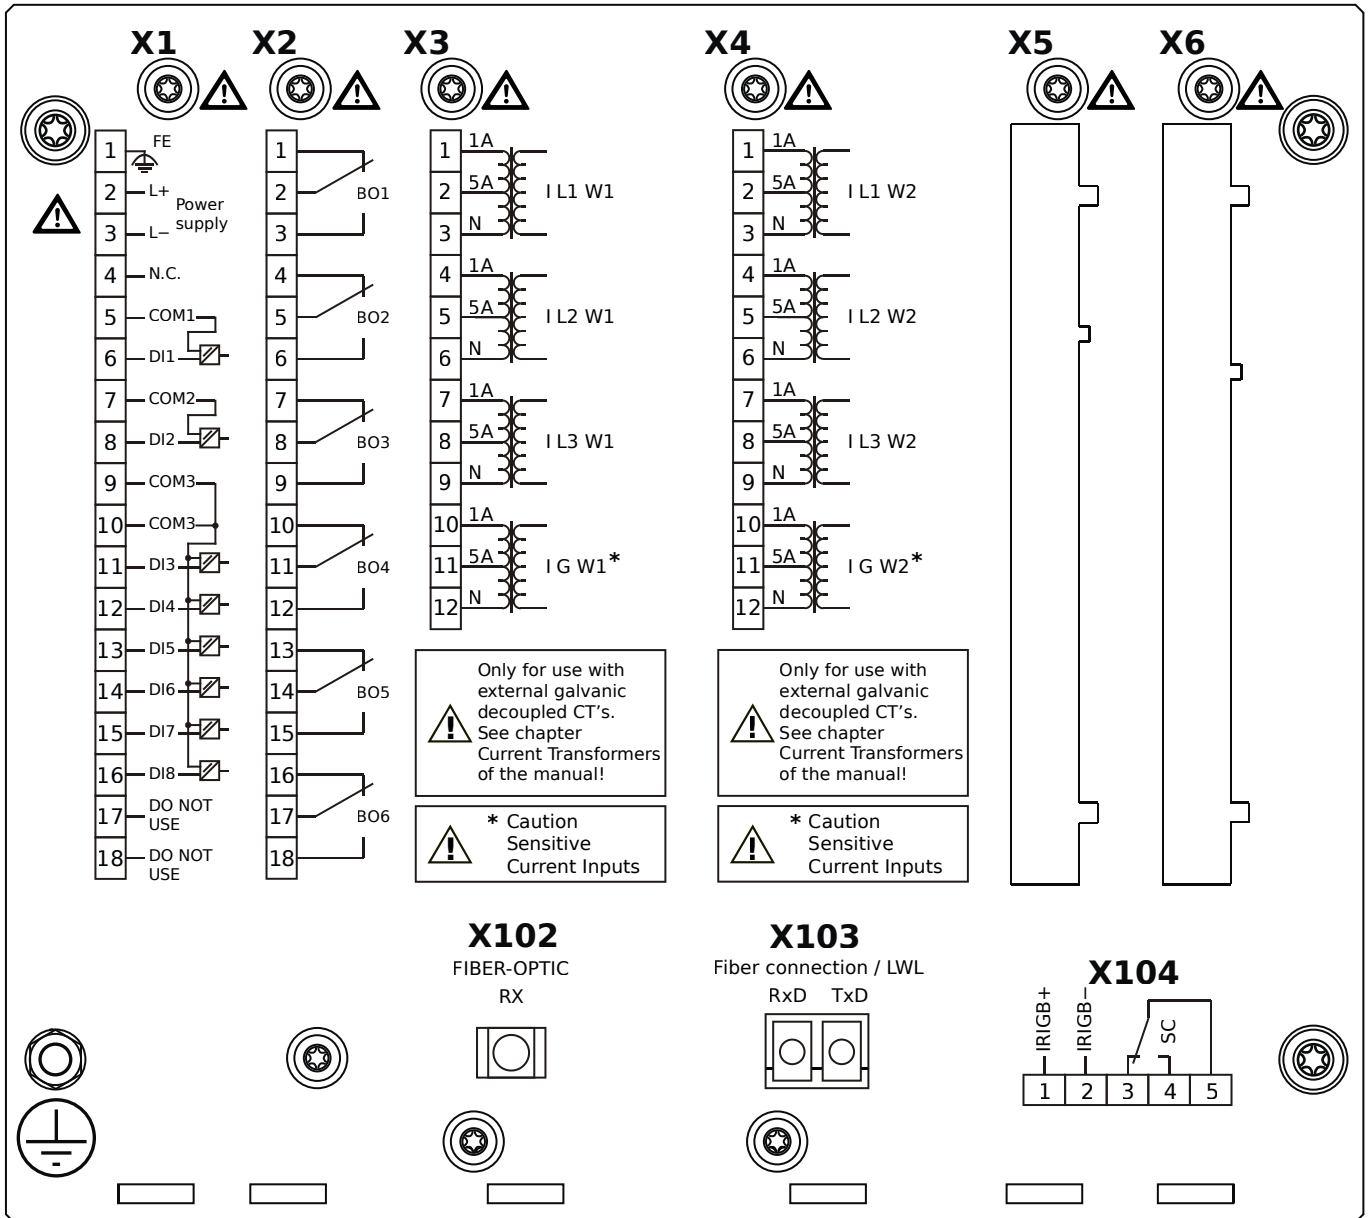 X1 X2 X3 X4 X5 X6
1 FE
2 L+
Power
supply
3 L−
4 N.C.
5 COM1
6 DI1
7 COM2
8 DI2
9 COM3
10 COM3
11 DI3
12 DI4
13 DI5
14 DI6
15 DI7
16 DI8
17 DO NOT
USE
18 DO NOT
USE
1
2 BO1
3
4
5 BO2
6
7
8 BO3
9
10
11 BO4
12
13
14 BO5
15
16
17 BO6
18
1 1A
2 5A I L1 W1
3 N
4 1A
5 5A I L2 W1
6 N
7 1A
8 5A I L3 W1
9 N
10 1A
11 5A I G W1*
12 N
Only for use with
external galvanic
decoupled CT's.
See chapter
Current Transformers
of the manual!
* Caution
Sensitive
Current Inputs
1 1A
2 5A I L1 W2
3 N
4 1A
5 5A I L2 W2
6 N
7 1A
8 5A I L3 W2
9 N
10 1A
11 5A I G W2*
12 N
Only for use with
external galvanic
decoupled CT's.
See chapter
Current Transformers
of the manual!
* Caution
Sensitive
Current Inputs
X102
FIBER-OPTIC
RX
X103
Fiber connection / LWL
RxD TxD
X104
IRIGB+ IRIGB− SC
1 2 3 4 5